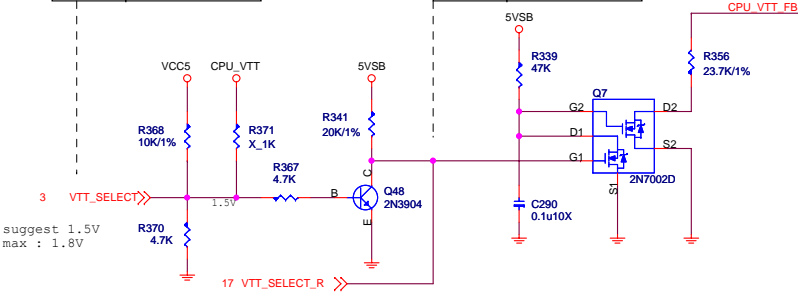 CPU_VTT_FB
5VSB
VCC5
CPU_VTT
5VSB
R339
47K
R356
23.7K/1%
Q7
G2
D2
R341
20K/1%
R368
10K/1%
R371
X_1K
D1
S2
G1
R367
4.7K
2N7002D
S1
C
Q48
2N3904
B
E
3 VTT_SELECT
1.5V
C290
0.1u10X
R370
4.7K
suggest 1.5V
max : 1.8V
17 VTT_SELECT_R